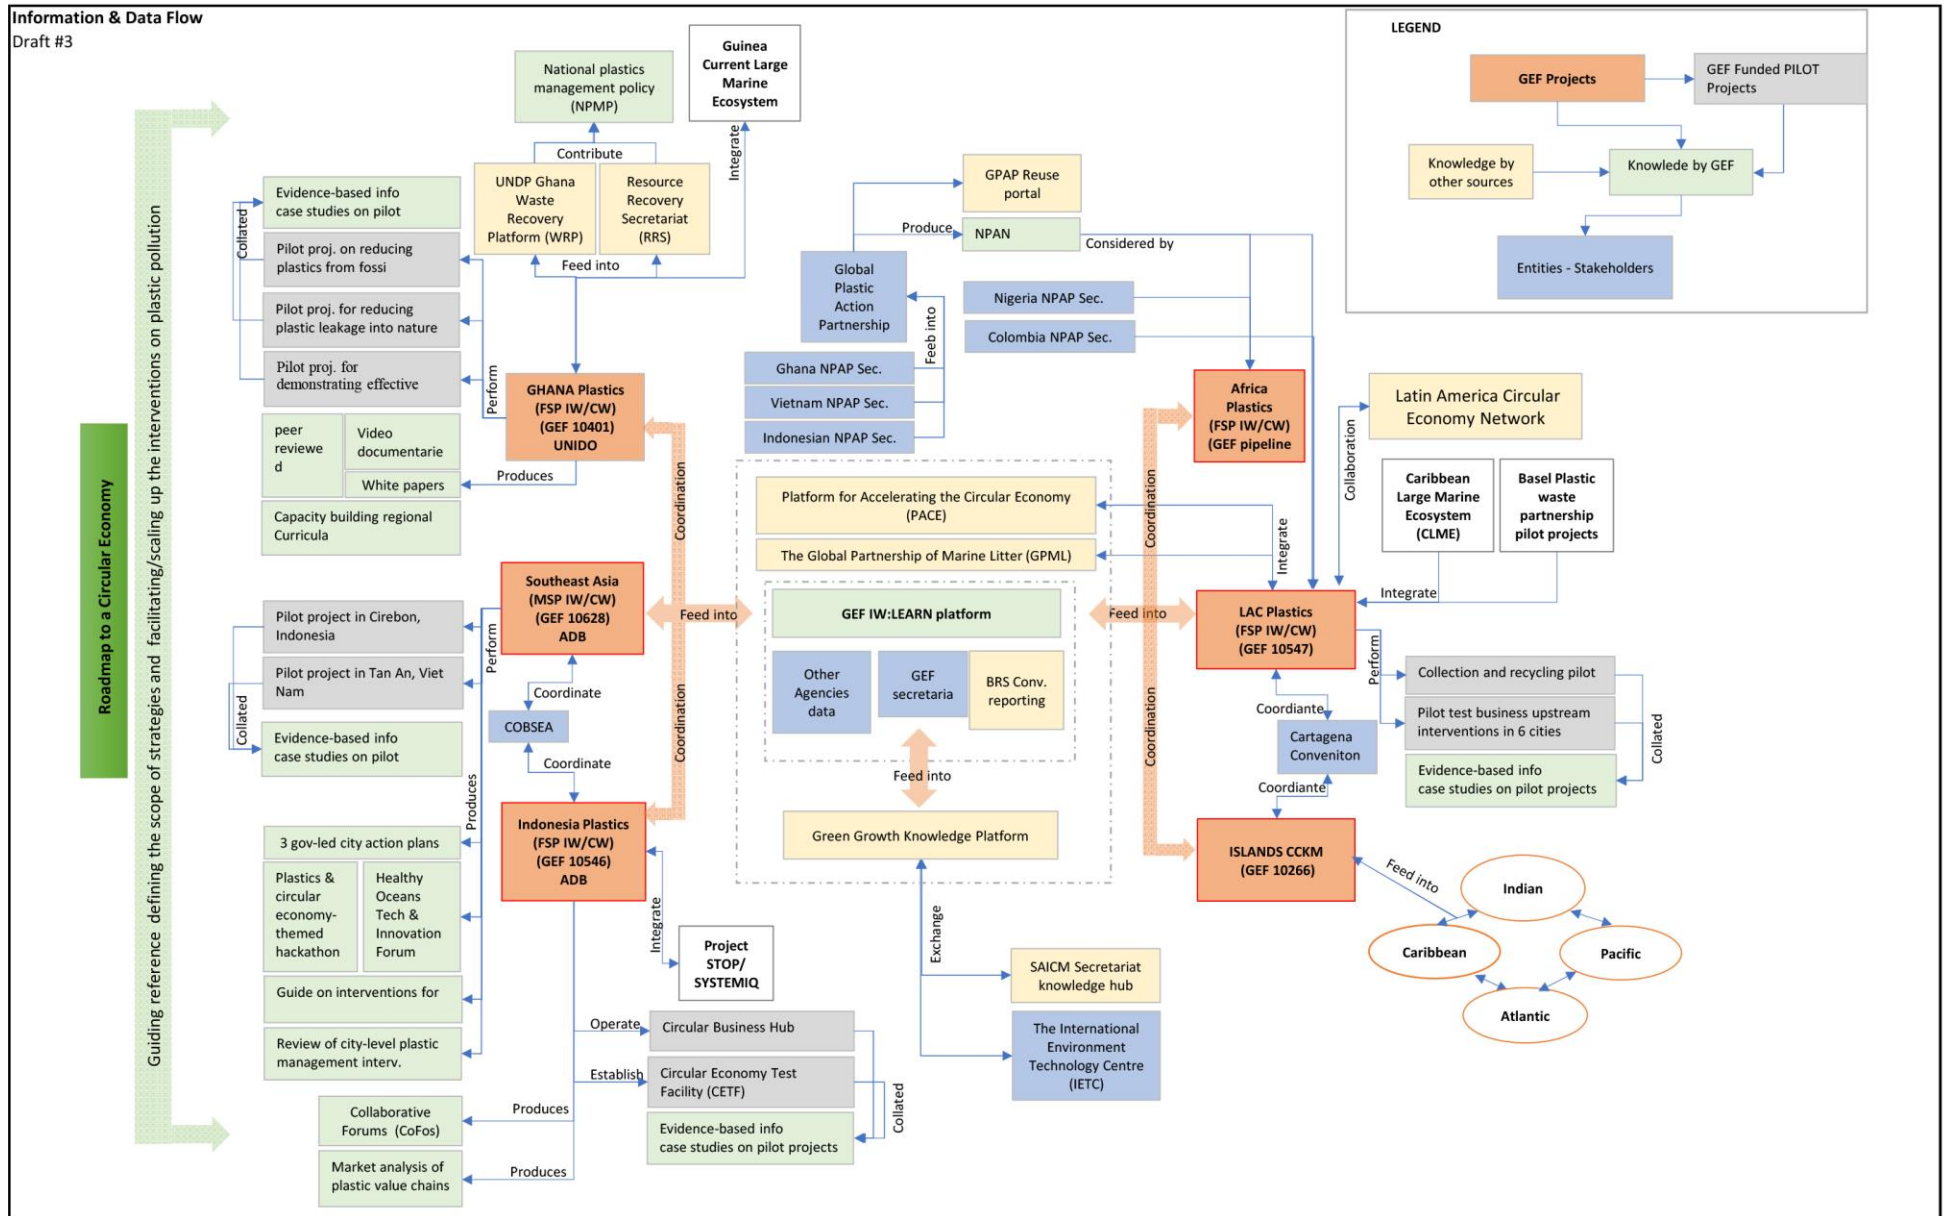 Information & Data Flow
Draft #3
Roadmap to a Circular Economy
Guiding reference defining the scope of strategies and facilitating/scaling up the interventions on plastic pollution
National plastics
management policy
(NPMP)
Guinea
Current Large
Marine
Ecosystem
Contribute
Integrate
UNDP Ghana
Waste
Recovery
Platform (WRP)
Resource
Recovery
Secretariat
(RRS)
Feed into
Evidence-based info
case studies on pilot
Collated
Pilot proj. on reducing
plastics from fossi
Pilot proj. for reducing
plastic leakage into nature
Pilot proj. for
demonstrating effective
Perform
GHANA Plastics
(FSP IW/CW)
(GEF 10401)
UNIDO
peer
reviewe
d
Video
documentarie
White papers
Produces
Capacity building regional
Curricula
Coordination
Southeast Asia
(MSP IW/CW)
(GEF 10628)
ADB
Feed into
Pilot project in Cirebon,
Indonesia
Pilot project in Tan An, Viet
Nam
Perform
Collated
Evidence-based info
case studies on pilot
Coordinate
COBSEA
Coordinate
Coordination
Produces
Indonesia Plastics
(FSP IW/CW)
(GEF 10546)
ADB
3 gov-led city action plans
Plastics &
circular
economy-
themed
hackathon
Healthy
Oceans
Tech &
Innovation
Forum
Guide on interventions for
Review of city-level plastic
management interv.
Integrate
Project
STOP/
SYSTEMIQ
Operate
Circular Business Hub
Establish
Circular Economy Test
Facility (CETF)
Evidence-based info
case studies on pilot projects
Collated
Collaborative
Forums (CoFos)
Produces
Market analysis of
plastic value chains
Produces
GPAP Reuse
portal
Produce
NPAN
Considered by
Global
Plastic
Action
Partnership
Feeb into
Nigeria NPAP Sec.
Colombia NPAP Sec.
Ghana NPAP Sec.
Vietnam NPAP Sec.
Indonesian NPAP Sec.
Platform for Accelerating the Circular Economy
(PACE)
The Global Partnership of Marine Litter (GPML)
GEF IW:LEARN platform
Other
Agencies
data
GEF
secretaria
BRS Conv.
reporting
Feed into
Green Growth Knowledge Platform
Exchange
SAICM Secretariat
knowledge hub
The International
Environment
Technology Centre
(IETC)
Africa
Plastics
(FSP IW/CW)
(GEF pipeline
Coordination
Integrate
Feed into
LAC Plastics
(FSP IW/CW)
(GEF 10547)
Collaboration
Latin America Circular
Economy Network
Caribbean
Large Marine
Ecosystem
(CLME)
Basel Plastic
waste
partnership
pilot projects
Integrate
Perform
Collection and recycling pilot
Pilot test business upstream
interventions in 6 cities
Evidence-based info
case studies on pilot projects
Collated
Coordiante
Cartagena
Conveniton
Coordiante
Coordination
ISLANDS CCKM
(GEF 10266)
Feed into
Indian
Caribbean
Pacific
Atlantic
LEGEND
GEF Projects
GEF Funded PILOT
Projects
Knowledge by
other sources
Knowlede by GEF
Entities - Stakeholders